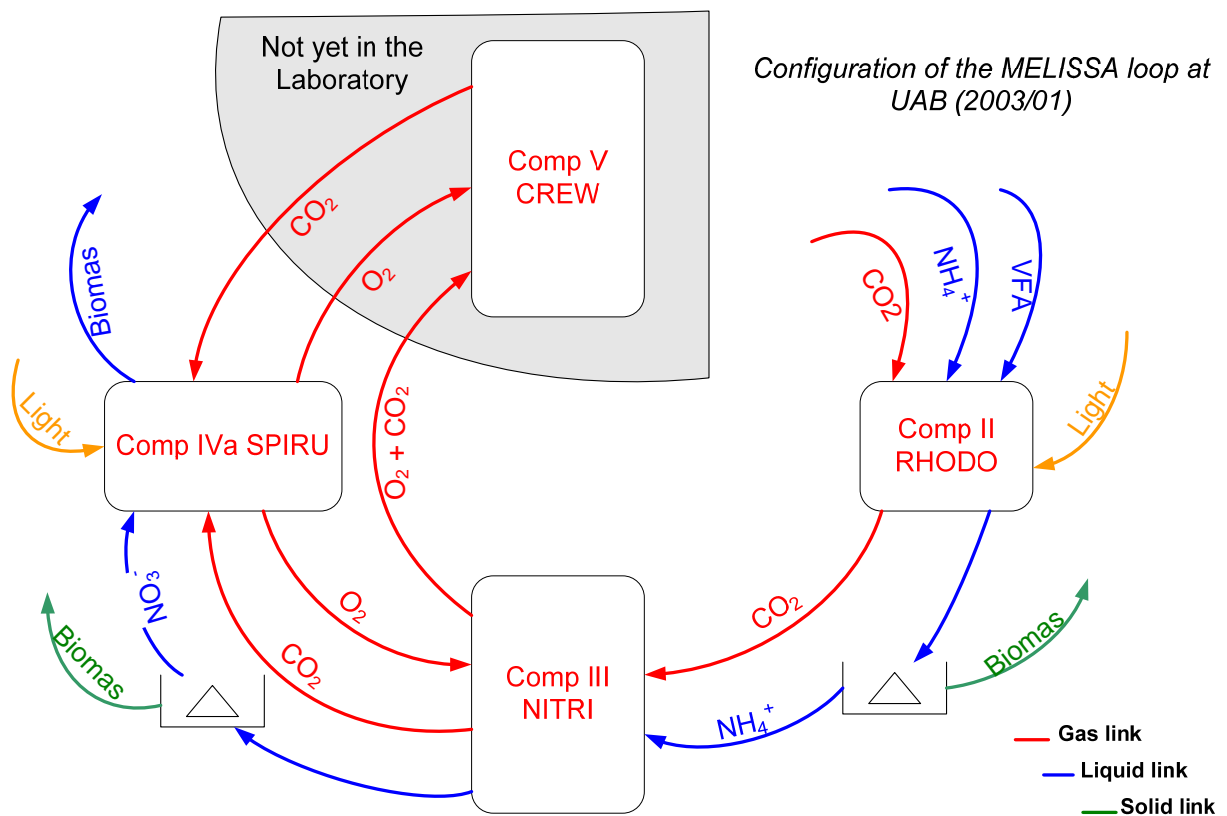 Not yet in the
Laboratory
Configuration of the MELISSA loop at
UAB (2003/01)
Comp V
CREW
CO₂
O₂
Biomas
CO2
NH₄⁺
VFA
Light
Comp IVa SPIRU
O₂ + CO₂
Comp II
RHODO
Light
NO₃⁻
O₂
CO₂
CO₂
Biomas
Biomas
Comp III
NITRI
NH₄⁺
Gas link
Liquid link
Solid link